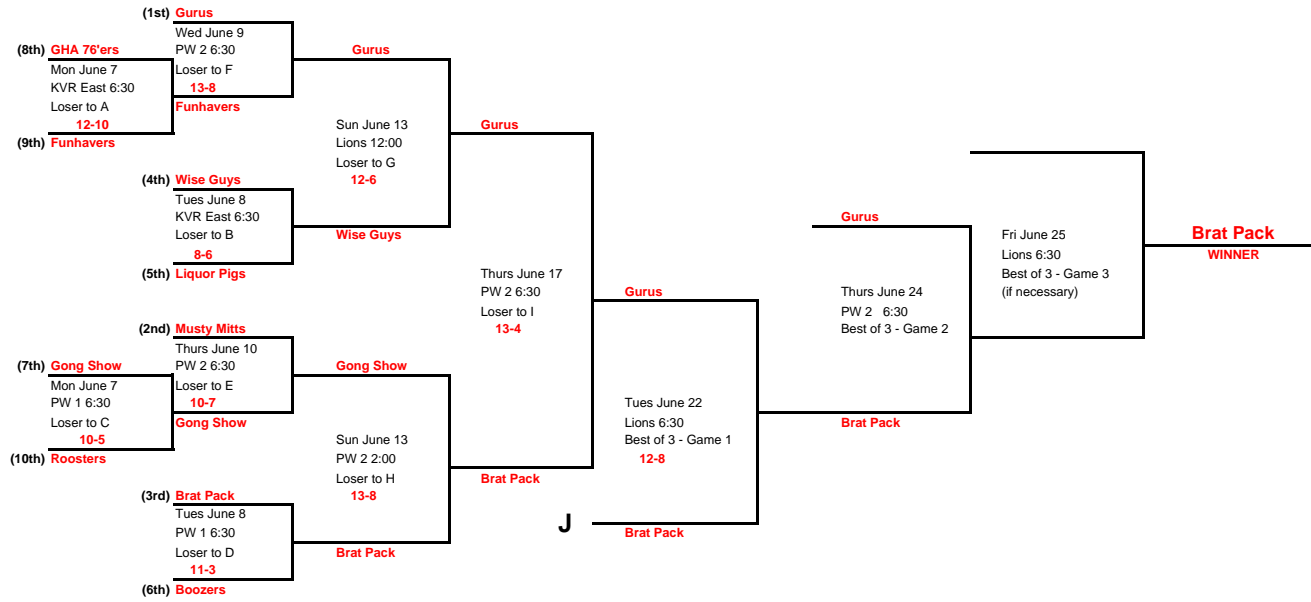 (1st) Gurus
Wed June 9
PW 2 6:30
Loser to F
13-8
Funhavers
(8th) GHA 76'ers
Mon June 7
KVR East 6:30
Loser to A
12-10
(9th) Funhavers
Gurus
Sun June 13
Lions 12:00
Loser to G
12-6
Wise Guys
(4th) Wise Guys
Tues June 8
KVR East 6:30
Loser to B
8-6
(5th) Liquor Pigs
Gurus
Thurs June 17
PW 2 6:30
Loser to I
13-4
Brat Pack
(2nd) Musty Mitts
Thurs June 10
PW 2 6:30
Loser to E
10-7
Gong Show
(7th) Gong Show
Mon June 7
PW 1 6:30
Loser to C
10-5
(10th) Roosters
Gong Show
Sun June 13
PW 2 2:00
Loser to H
13-8
Brat Pack
(3rd) Brat Pack
Tues June 8
PW 1 6:30
Loser to D
11-3
(6th) Boozers
Gurus
Tues June 22
Lions 6:30
Best of 3 - Game 1
12-8
J
Brat Pack
Gurus
Thurs June 24
PW 2 6:30
Best of 3 - Game 2
Brat Pack
Fri June 25
Lions 6:30
Best of 3 - Game 3
(if necessary)
Brat Pack
WINNER